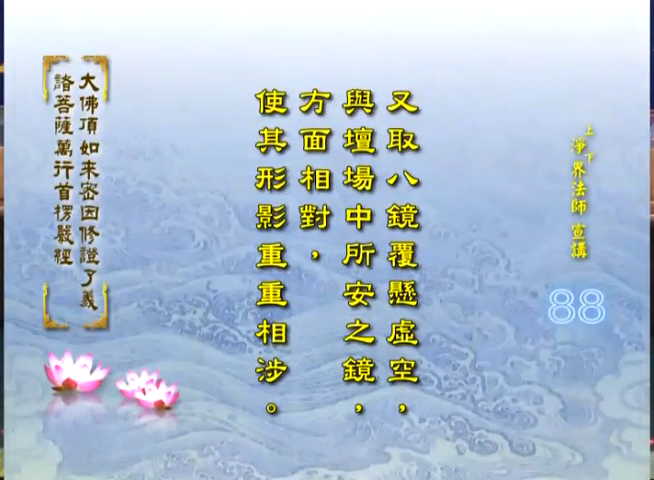 又取八鏡覆懸虛空，
與壇場中所安之鏡，
方面相對，
使其形影重重相涉。
上淨下界法師 宣講
88
大佛頂如來密因修證了義
諸菩薩萬行首楞嚴經